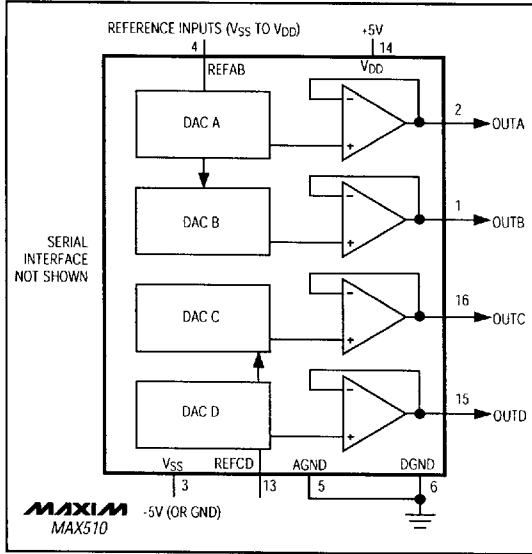 REFERENCE INPUTS (VSS TO VDD)
+5V
4
14
REFAB
VDD
DAC A
-
+
2
OUTA
DAC B
-
+
1
OUTB
SERIAL
INTERFACE
NOT SHOWN
DAC C
-
+
16
OUTC
DAC D
-
+
15
OUTD
VSS
REFCD
AGND
DGND
3
13
5
6
-5V (OR GND)
MAXIM
MAX510